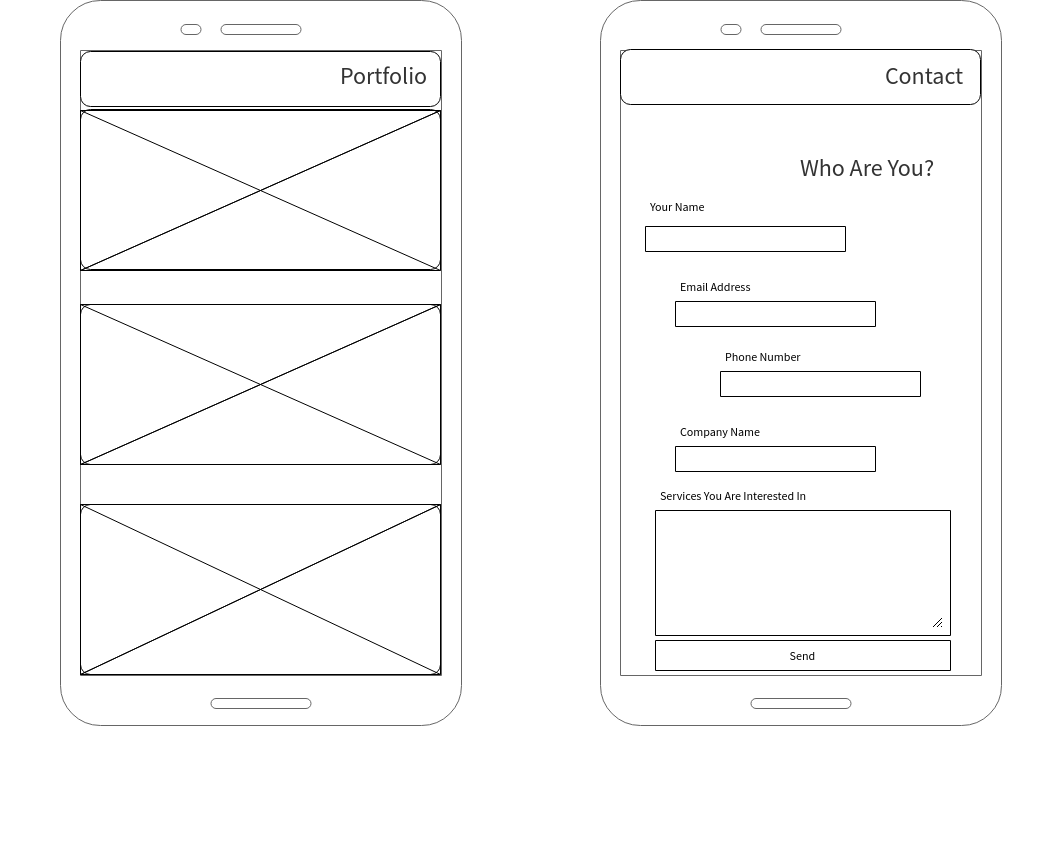 Portfolio
Contact
Who Are You?
Your Name
Email Address
Phone Number
Company Name
Services You Are Interested In
Send